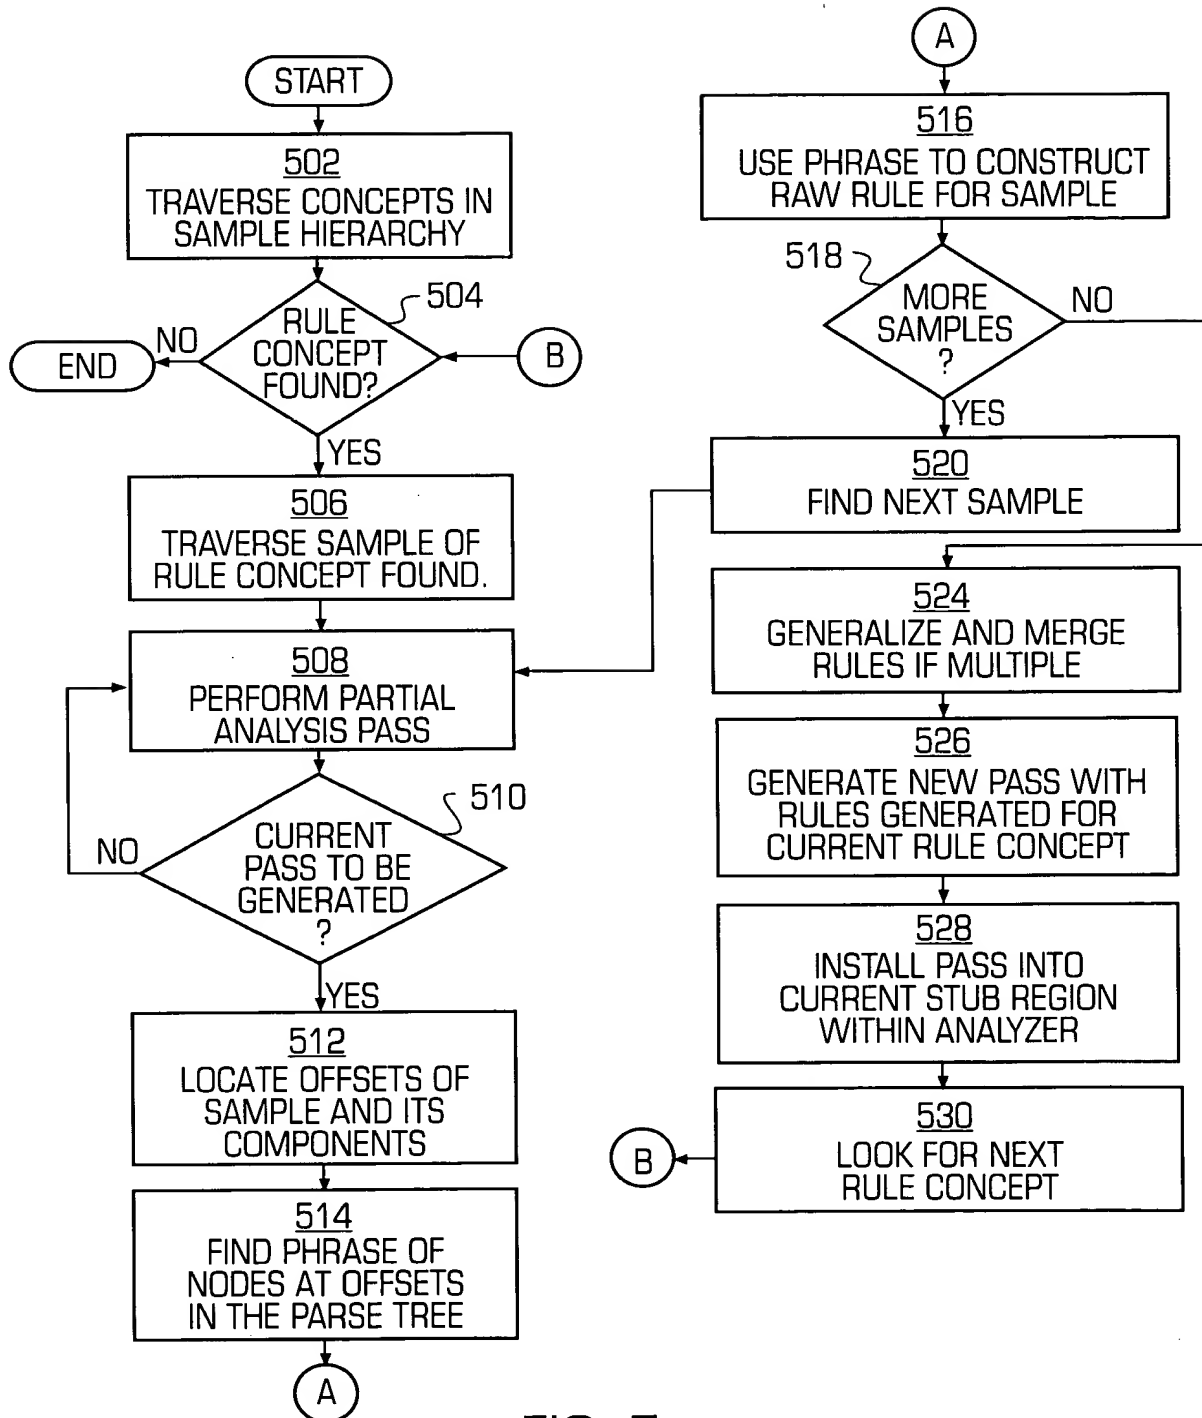 START
502
TRAVERSE CONCEPTS IN
SAMPLE HIERARCHY
504
RULE
CONCEPT
FOUND?
NO
END
B
YES
506
TRAVERSE SAMPLE OF
RULE CONCEPT FOUND.
508
PERFORM PARTIAL
ANALYSIS PASS
510
CURRENT
PASS TO BE
GENERATED
?
NO
YES
512
LOCATE OFFSETS OF
SAMPLE AND ITS
COMPONENTS
514
FIND PHRASE OF
NODES AT OFFSETS
IN THE PARSE TREE
A
A
516
USE PHRASE TO CONSTRUCT
RAW RULE FOR SAMPLE
518
MORE
SAMPLES
?
NO
YES
520
FIND NEXT SAMPLE
524
GENERALIZE AND MERGE
RULES IF MULTIPLE
526
GENERATE NEW PASS WITH
RULES GENERATED FOR
CURRENT RULE CONCEPT
528
INSTALL PASS INTO
CURRENT STUB REGION
WITHIN ANALYZER
530
LOOK FOR NEXT
RULE CONCEPT
B